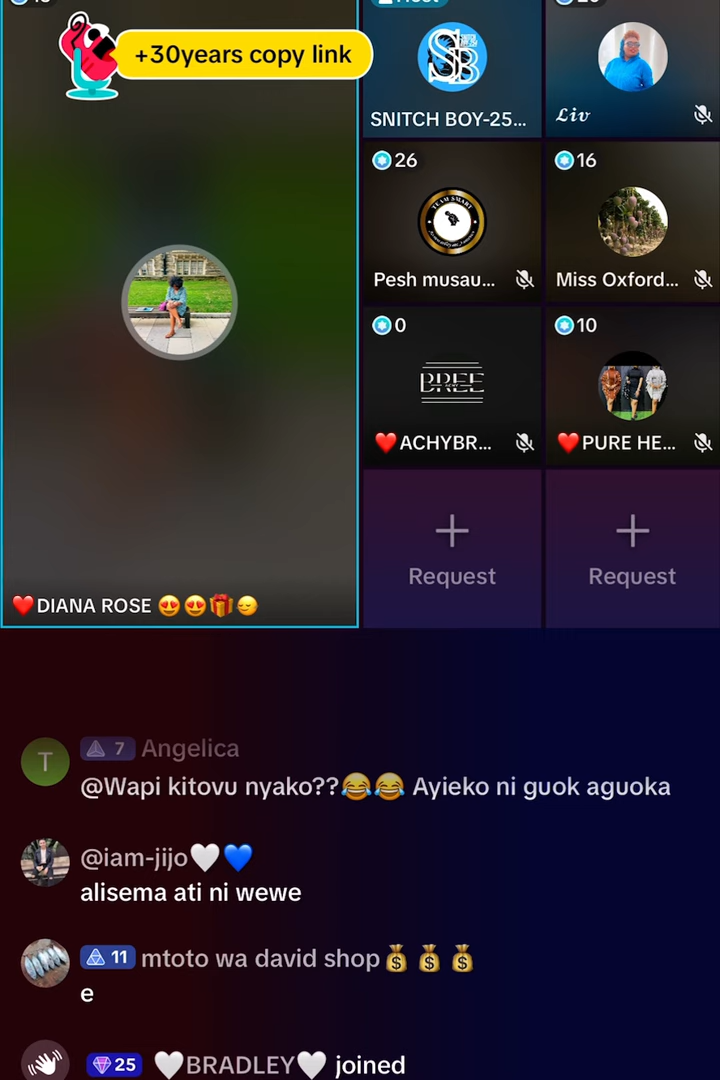 +30years copy link
SNITCH BOY-25...
Liv
26
16
Pesh musau...
Miss Oxford...
0
10
BREE
❤️ACHYBR...
❤️PURE HE...
Request
Request
❤️DIANA ROSE 😍😍🎁😔
T
7 Angelica
@Wapi kitovu nyako??😂😂 Ayieko ni guok aguoka
@iam-jijo🤍💙
alisema ati ni wewe
11 mtoto wa david shop💰💰💰
e
25 🤍BRADLEY🤍 joined